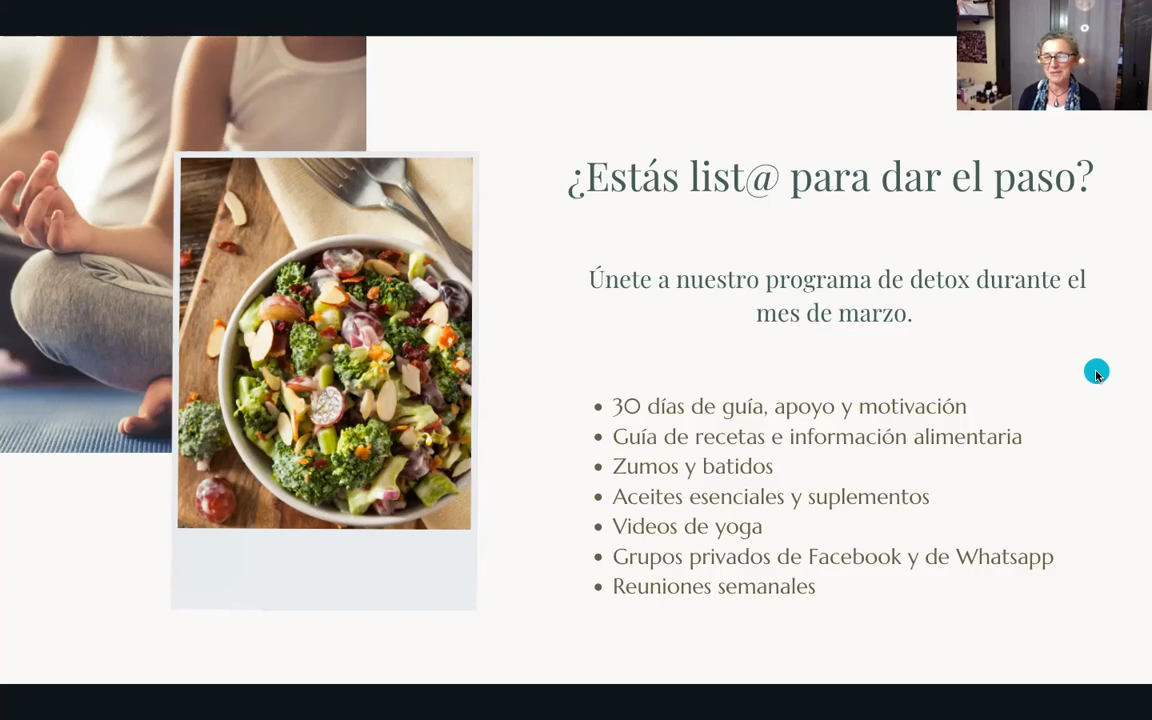 ¿Estás list@ para dar el paso?
Únete a nuestro programa de detox durante el
mes de marzo.
• 30 días de guía, apoyo y motivación
• Guía de recetas e información alimentaria
• Zumos y batidos
• Aceites esenciales y suplementos
• Videos de yoga
• Grupos privados de Facebook y de Whatsapp
• Reuniones semanales